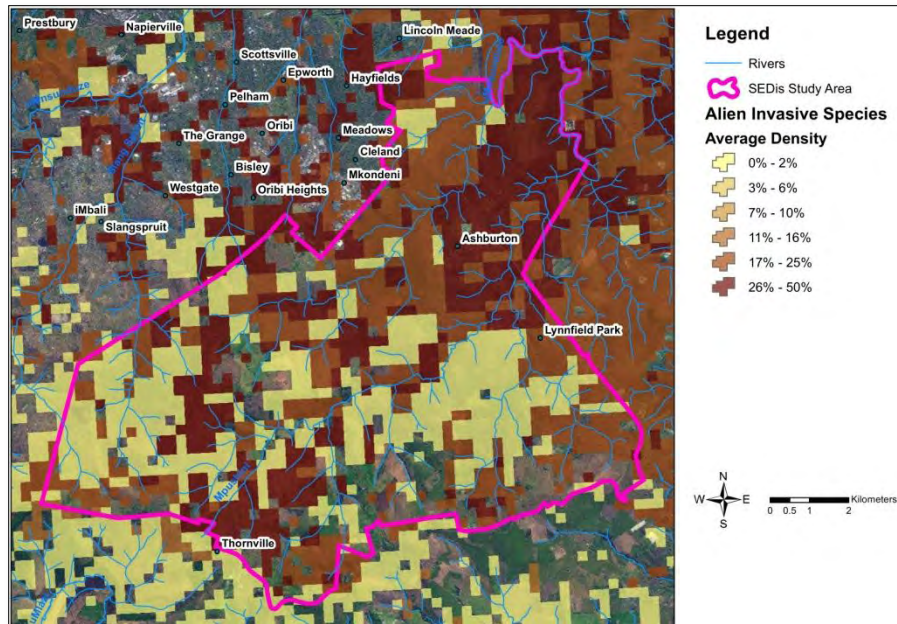 Prestbury
Napierville
Lincoln Meade
Scottsville
Epworth
Hayfields
Pelham
Oribi
Meadows
The Grange
Cleland
Bisley
Mkondeni
Westgate
Oribi Heights
iMbali
Slangspruit
Ashburton
Lynnfield Park
Mpushini
Thornville
Legend
Rivers
SEDis Study Area
Alien Invasive Species
Average Density
0% - 2%
3% - 6%
7% - 10%
11% - 16%
17% - 25%
26% - 50%
N
W E
S
Kilometers
0 0.5 1 2